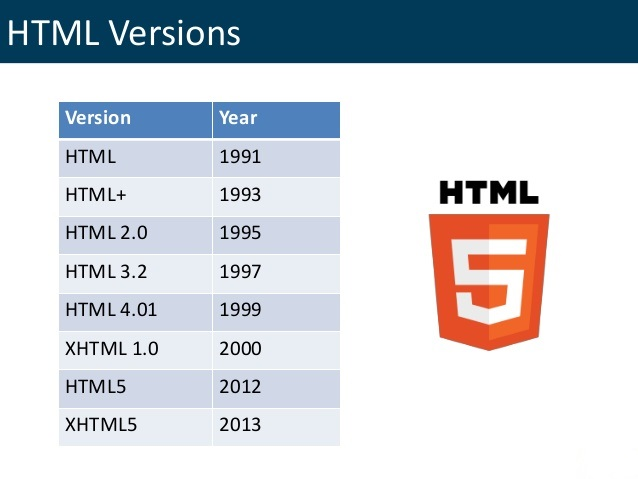 HTML Versions
Version Year
HTML 1991
HTML+ 1993
HTML 2.0 1995
HTML 3.2 1997
HTML 4.01 1999
XHTML 1.0 2000
HTML5 2012
XHTML5 2013
HTML
5